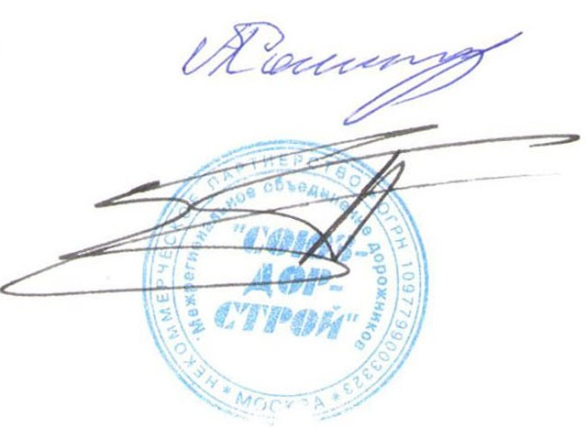 НЕКОММЕРЧЕСКОЕ ПАРТНЕРСТВО * ОГРН 1097799003323 *
МОСКВА
"Межрегиональное объединение дорожников
"СОЮЗ-
ДОР-
СТРОЙ"